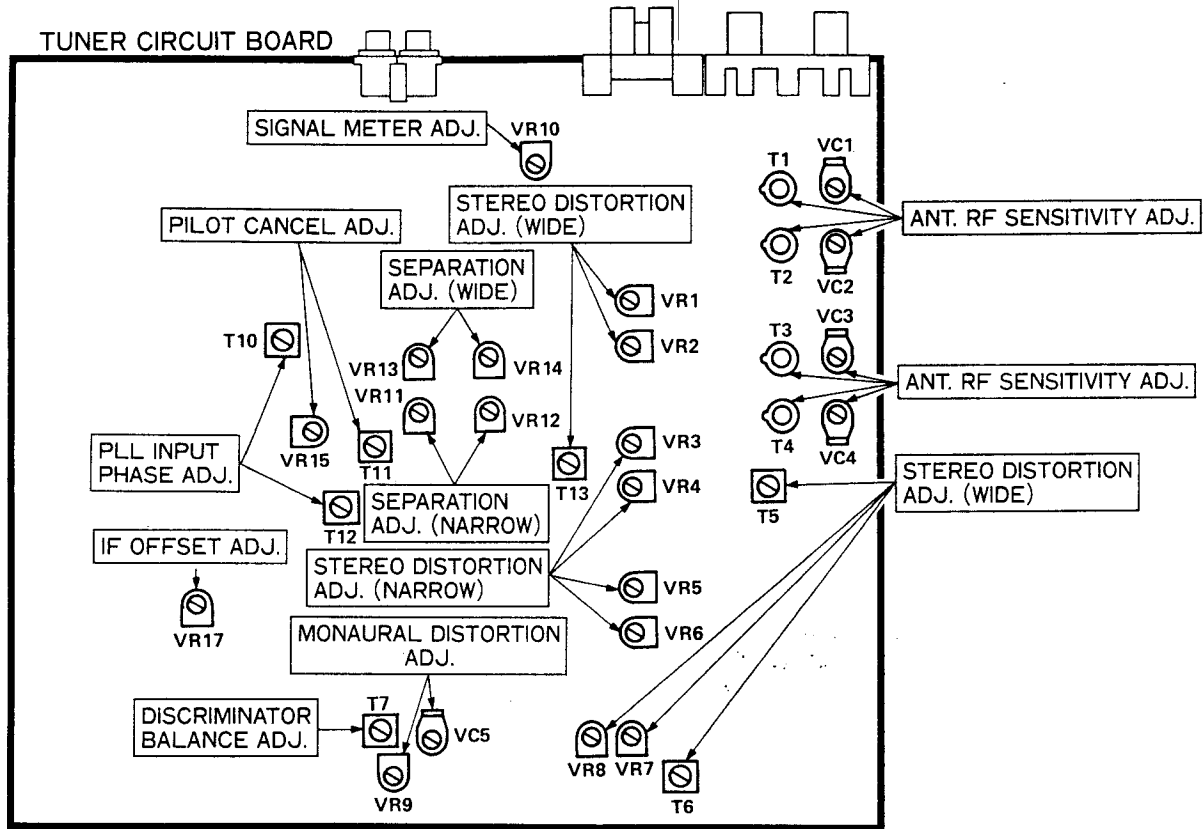 TUNER CIRCUIT BOARD
SIGNAL METER ADJ.
VR10
T1
VC1
STEREO DISTORTION
ADJ. (WIDE)
ANT. RF SENSITIVITY ADJ.
PILOT CANCEL ADJ.
T2
VC2
SEPARATION
ADJ. (WIDE)
VR1
T10
VR2
T3
VC3
VR13
VR14
ANT. RF SENSITIVITY ADJ.
VR11
VR12
T4
VC4
PLL INPUT
PHASE ADJ.
VR15
T11
VR3
T13
VR4
T5
STEREO DISTORTION
ADJ. (WIDE)
T12
SEPARATION
ADJ. (NARROW)
IF OFFSET ADJ.
STEREO DISTORTION
ADJ. (NARROW)
VR5
VR17
VR6
MONAURAL DISTORTION
ADJ.
DISCRIMINATOR
BALANCE ADJ.
T7
VC5
VR9
VR8
VR7
T6